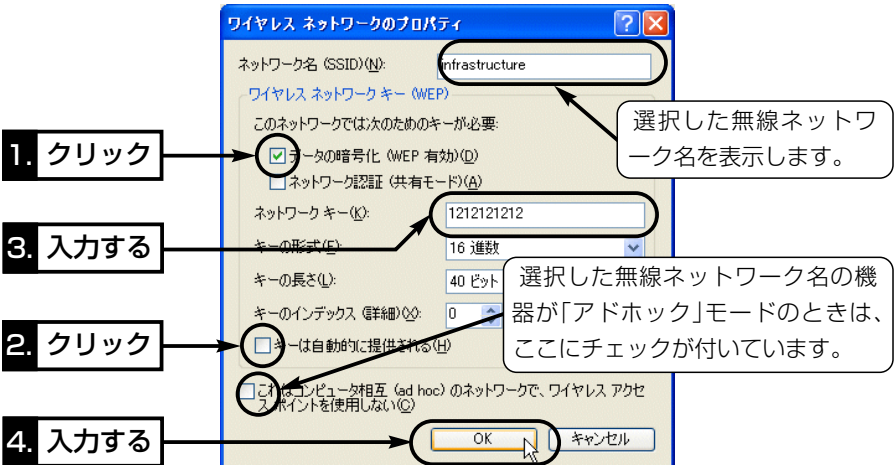 ワイヤレス ネットワークのプロパティ
ネットワーク名 (SSID)(N):
infrastructure
ワイヤレス ネットワーク キー (WEP)
このネットワークでは次のためのキーが必要:
選択した無線ネットワ
ーク名を表示します。
1. クリック
データの暗号化 (WEP 有効)(D)
ネットワーク認証 (共有モード)(A)
ネットワーク キー(K):
1212121212
3. 入力する
キーの形式(F):
16 進数
キーの長さ(L):
40 ビット
選択した無線ネットワーク名の機
器が「アドホック」モードのときは、
ここにチェックが付いています。
キーのインデックス (詳細)(X):
0
2. クリック
キーは自動的に提供される(H)
これはコンピュータ相互 (ad hoc) のネットワークで、ワイヤレス アクセ
ス ポイントを使用しない(C)
4. 入力する
OK
キャンセル